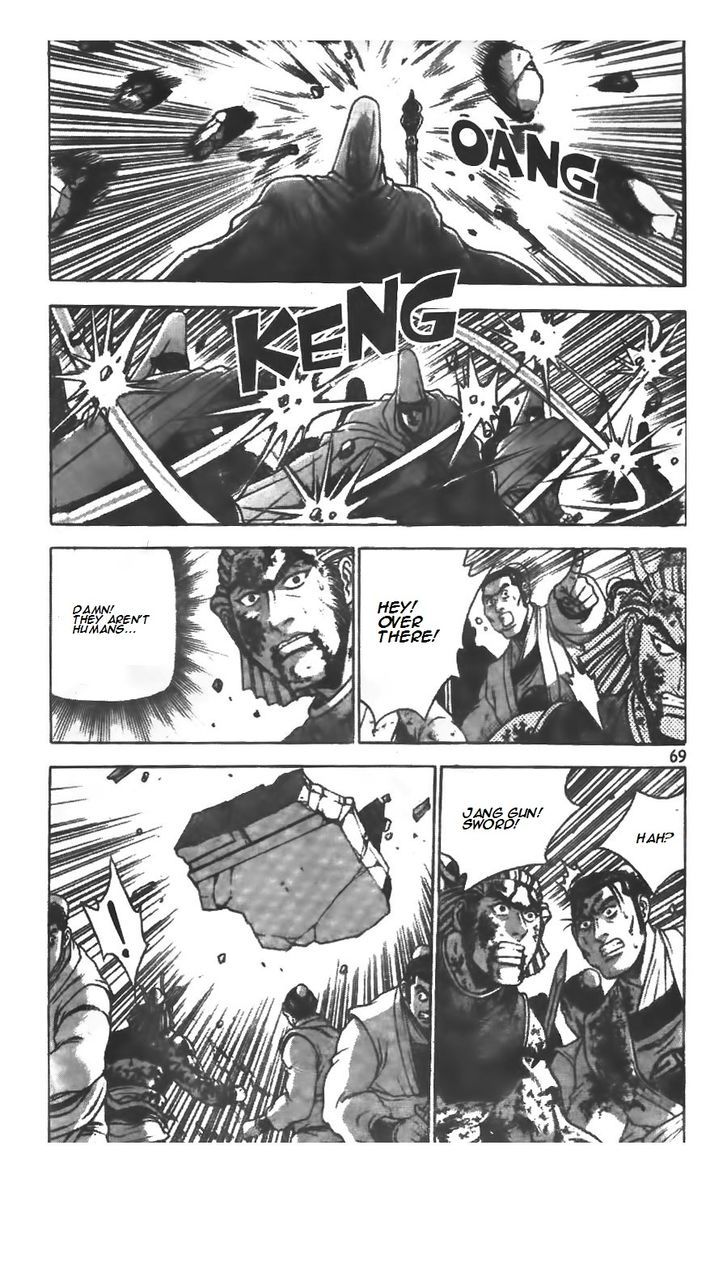 OÀNG
KENG
DAMN!
THEY AREN'T
HUMANS...
HEY!
OVER
THERE!
69
!
JANG GUN!
SWORD!
HAH?